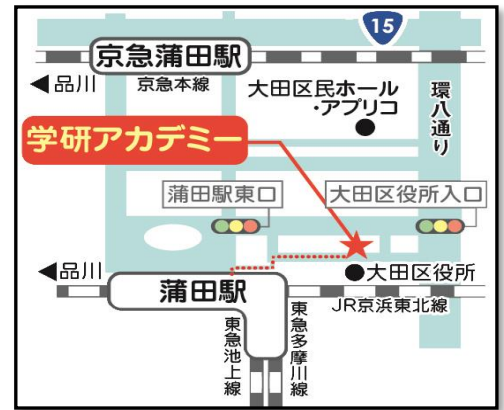 15
京急蒲田駅
品川
京急本線
大田区民ホール
・アプリコ
環八通り
学研アカデミー
蒲田駅東口
大田区役所入口
品川
大田区役所
蒲田駅
JR京浜東北線
東急池上線
東急多摩川線